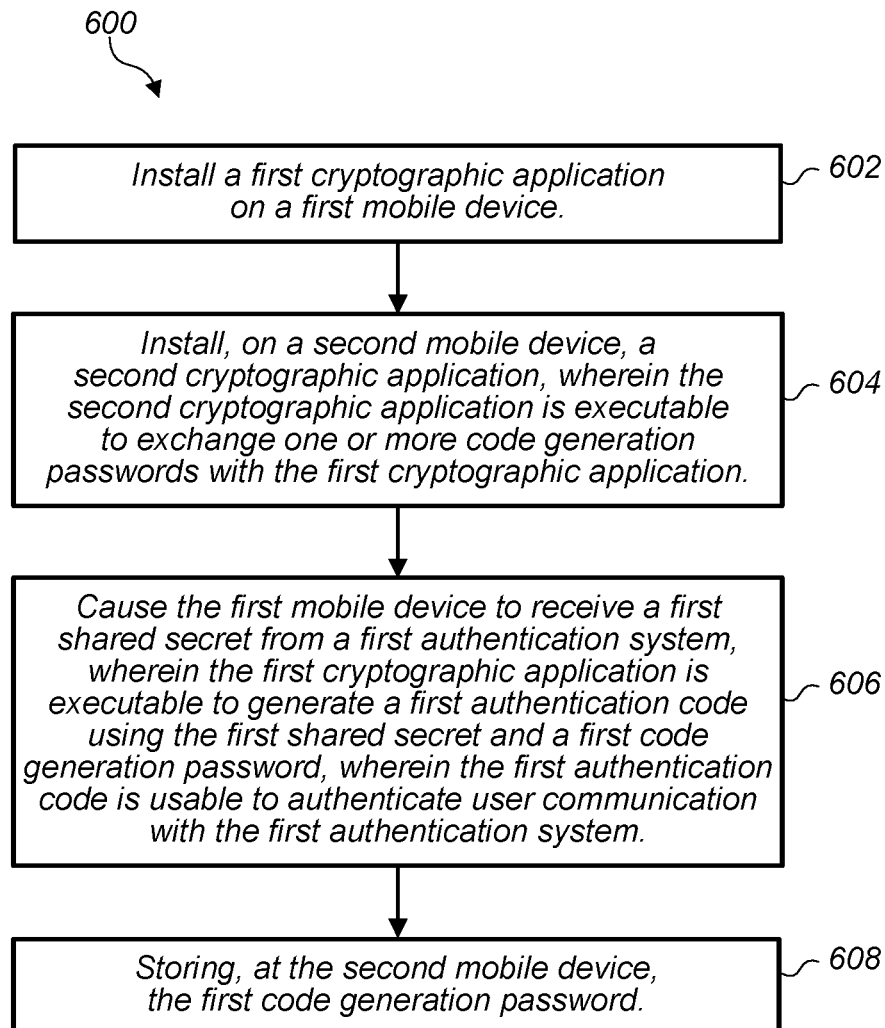 600
Install a first cryptographic application
on a first mobile device.
602
Install, on a second mobile device, a
second cryptographic application, wherein the
second cryptographic application is executable
to exchange one or more code generation
passwords with the first cryptographic application.
604
Cause the first mobile device to receive a first
shared secret from a first authentication system,
wherein the first cryptographic application is
executable to generate a first authentication code
using the first shared secret and a first code
generation password, wherein the first authentication
code is usable to authenticate user communication
with the first authentication system.
606
Storing, at the second mobile device,
the first code generation password.
608